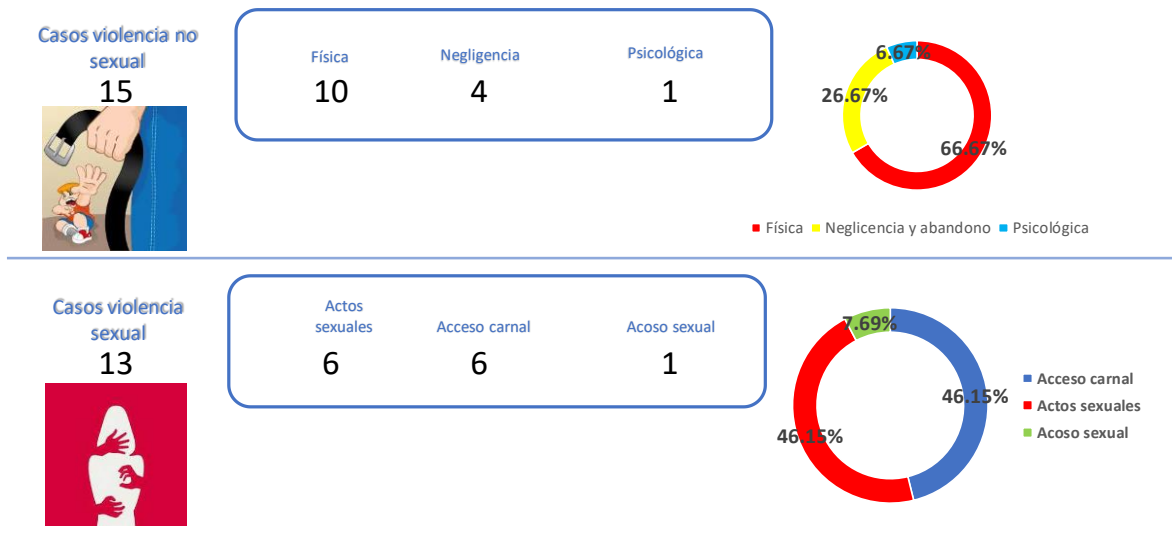 Casos violencia no
sexual
15
Física
Negligencia
Psicológica
10
4
1
6.67%
26.67%
66.67%
Física
Neglicencia y abandono
Psicológica
Casos violencia
sexual
13
Actos
sexuales
Acceso carnal
Acoso sexual
6
6
1
7.69%
46.15%
46.15%
Acceso carnal
Actos sexuales
Acoso sexual